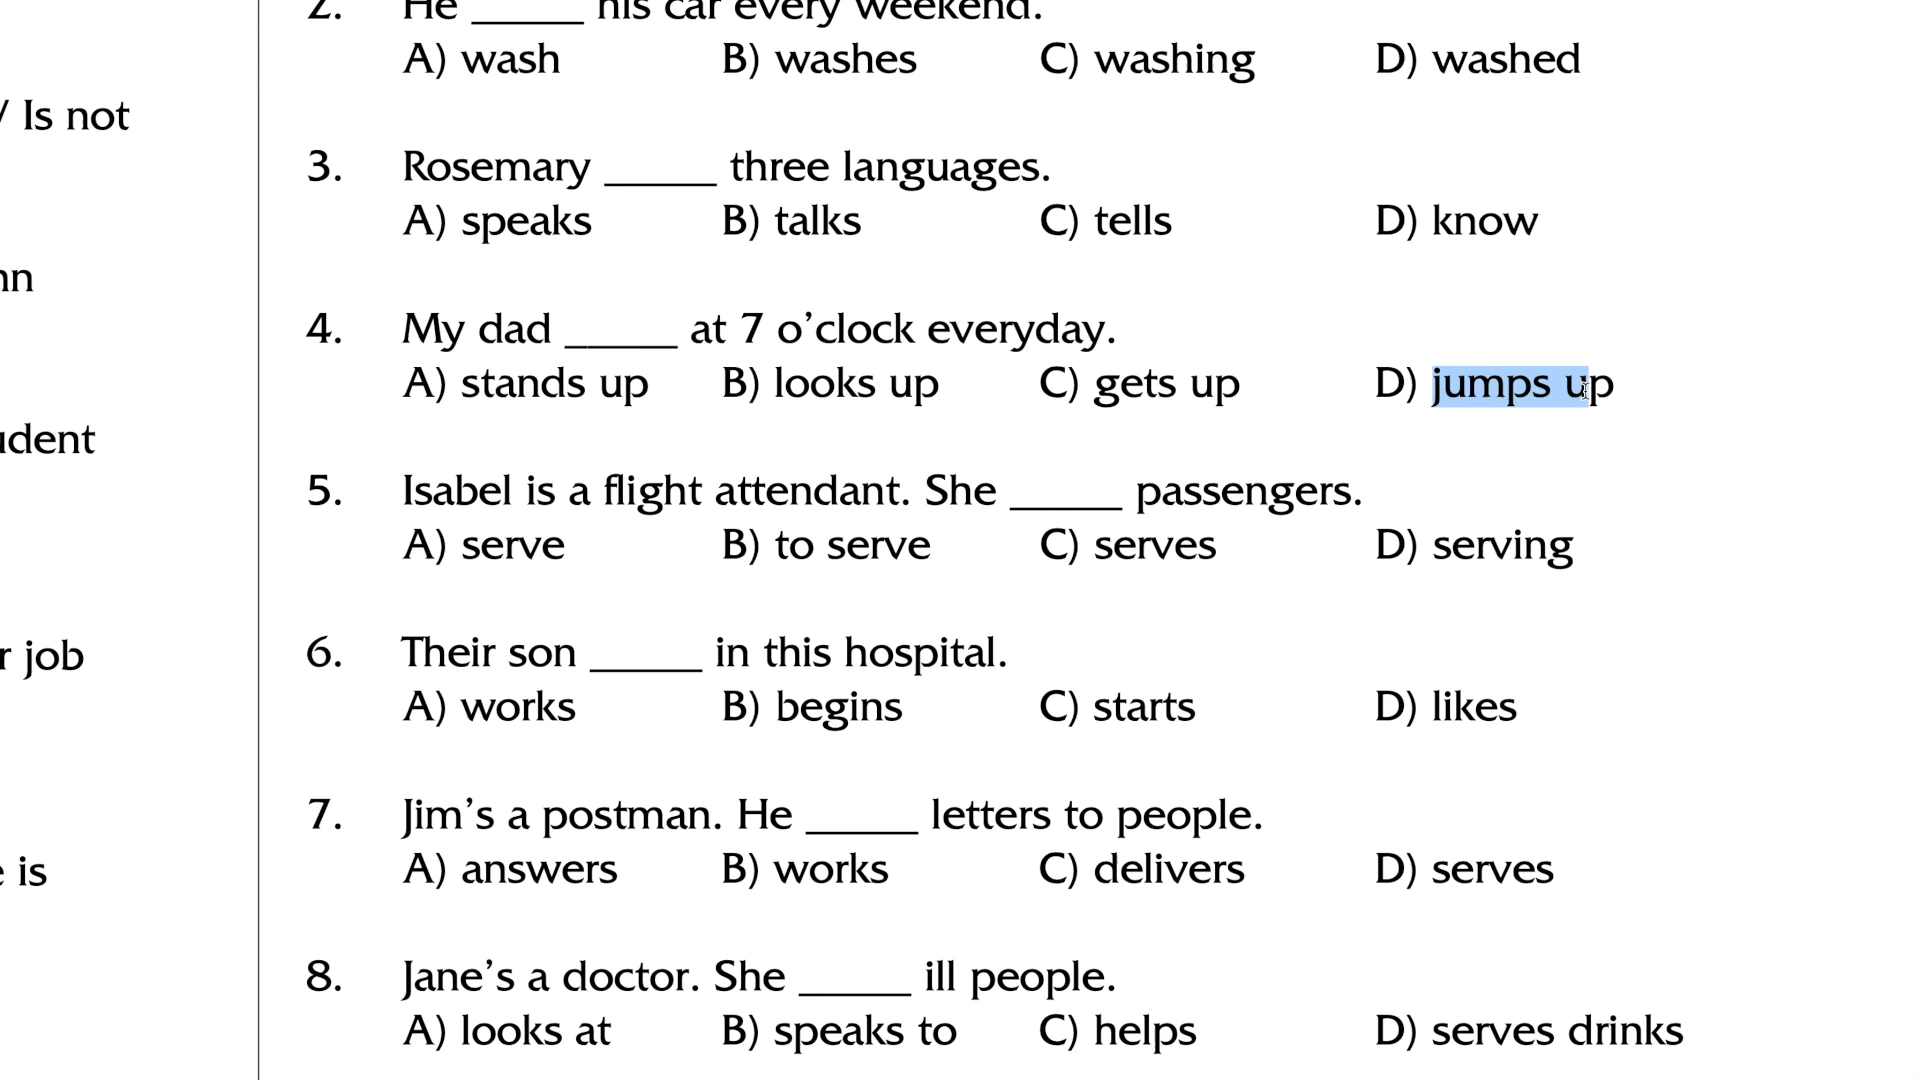 2. He _____ his car every weekend.
A) wash B) washes C) washing D) washed
/ Is not
3. Rosemary _____ three languages.
A) speaks B) talks C) tells D) know
4. My dad _____ at 7 o’clock everyday.
A) stands up B) looks up C) gets up D) jumps up
5. Isabel is a flight attendant. She _____ passengers.
A) serve B) to serve C) serves D) serving
6. Their son _____ in this hospital.
job
A) works B) begins C) starts D) likes
7. Jim’s a postman. He _____ letters to people.
A) answers B) works C) delivers D) serves
is
8. Jane’s a doctor. She _____ ill people.
A) looks at B) speaks to C) helps D) serves drinks